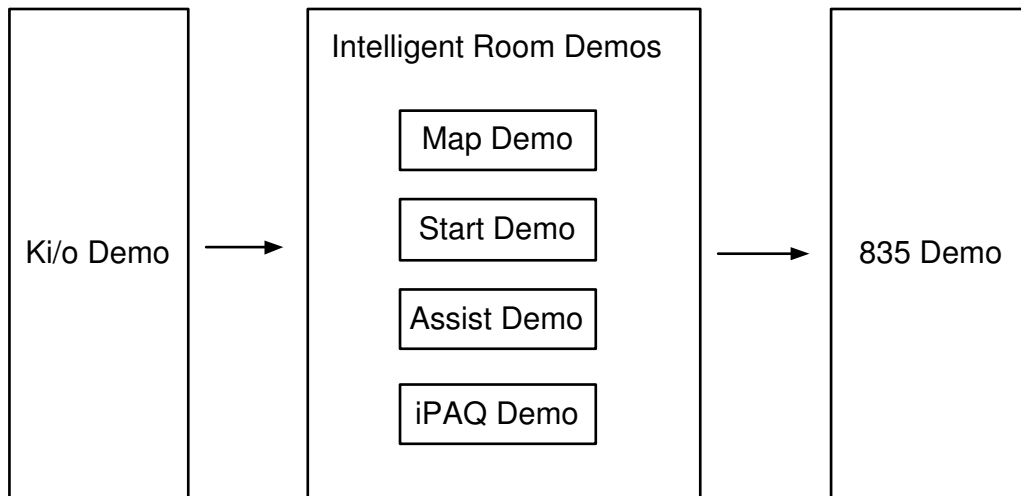 Ki/o Demo
Intelligent Room Demos
Map Demo
Start Demo
Assist Demo
iPAQ Demo
835 Demo